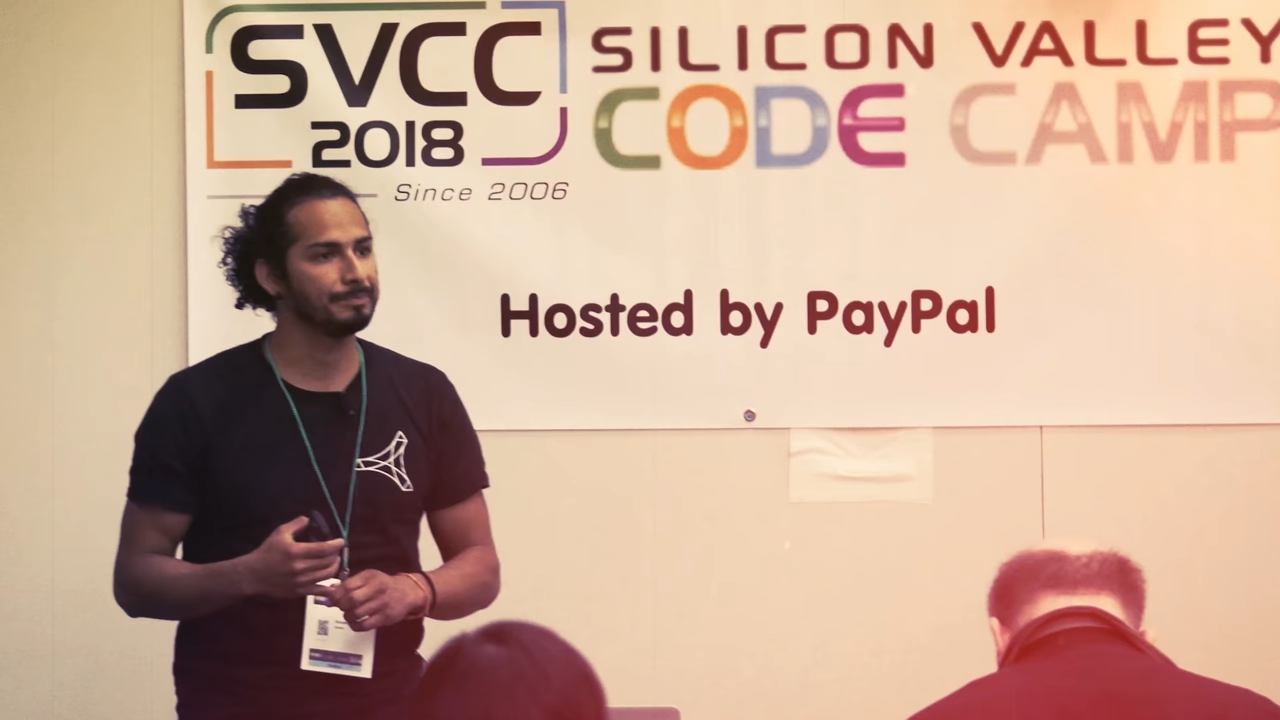 SVCC
2018
Since 2006
SILICON VALLEY
CODE CAMP
Hosted by PayPal